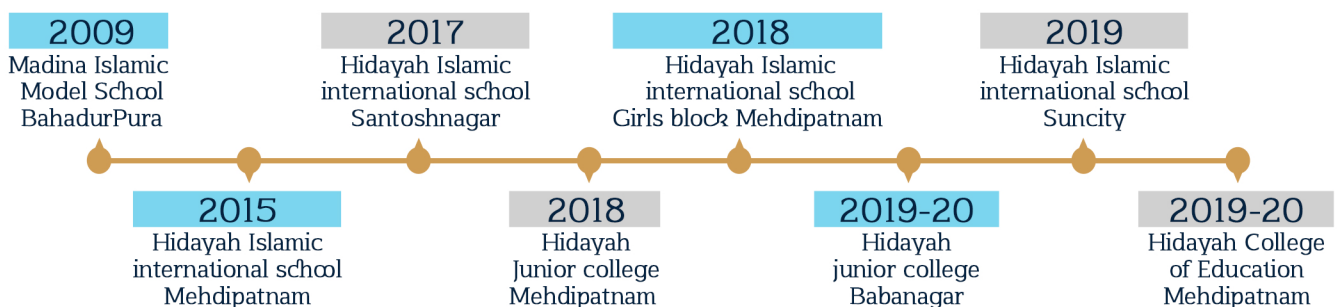 2009
Madina Islamic
Model School
BahadurPura
2015
Hidayah Islamic
international school
Mehdipatnam
2017
Hidayah Islamic
international school
Santoshnagar
2018
Hidayah
Junior college
Mehdipatnam
2018
Hidayah Islamic
international school
Girls block Mehdipatnam
2019-20
Hidayah
junior college
Babanagar
2019
Hidayah Islamic
international school
Suncity
2019-20
Hidayah College
of Education
Mehdipatnam